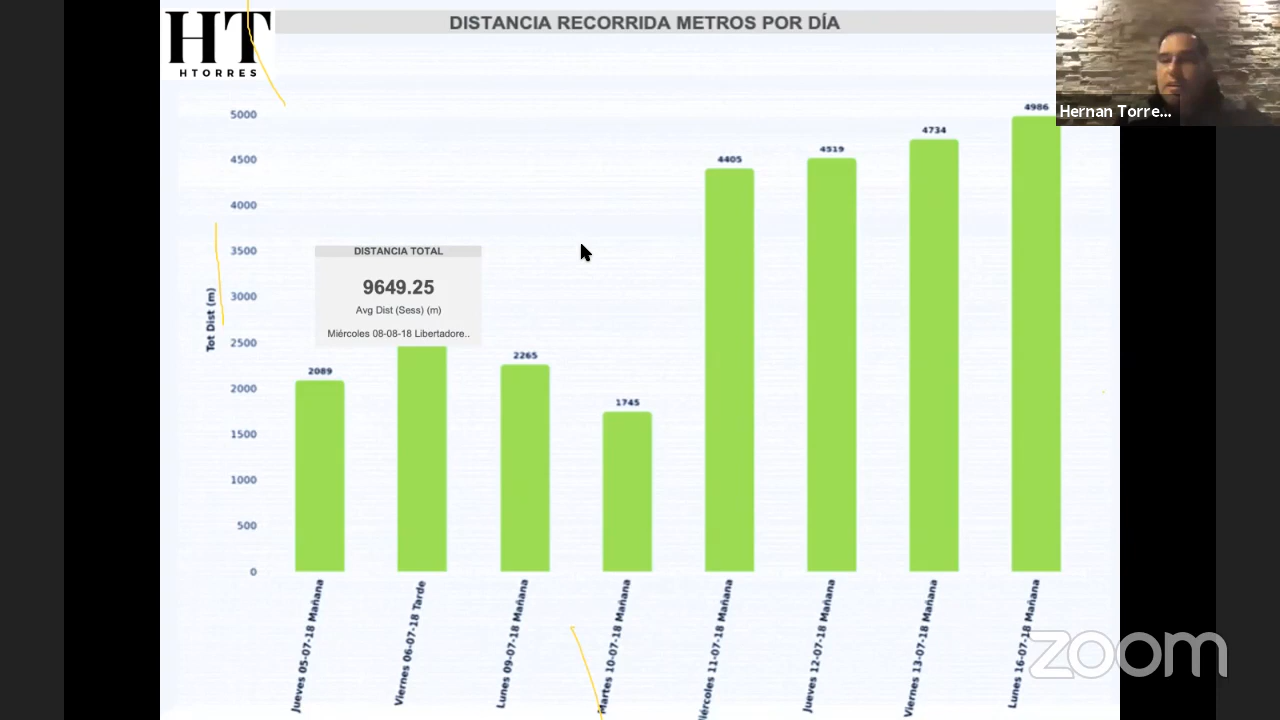 HT
HTORRES
DISTANCIA RECORRIDA METROS POR DÍA
Hernan Torre...
5000
4500
4000
3500
3000
2500
2000
1500
1000
500
0
Tot Dist (m)
DISTANCIA TOTAL
9649.25
Avg Dist (Sess) (m)
Miércoles 08-08-18 Libertadore..
2089
2265
1745
4405
4519
4734
4986
Jueves 05-07-18 Mañana
Viernes 06-07-18 Tarde
Lunes 09-07-18 Mañana
Martes 10-07-18 Mañana
iércoles 11-07-18 Mañana
Jueves 12-07-18 Mañana
Viernes 13-07-18 Mañana
Lunes 16-07-18 Mañana
zoom